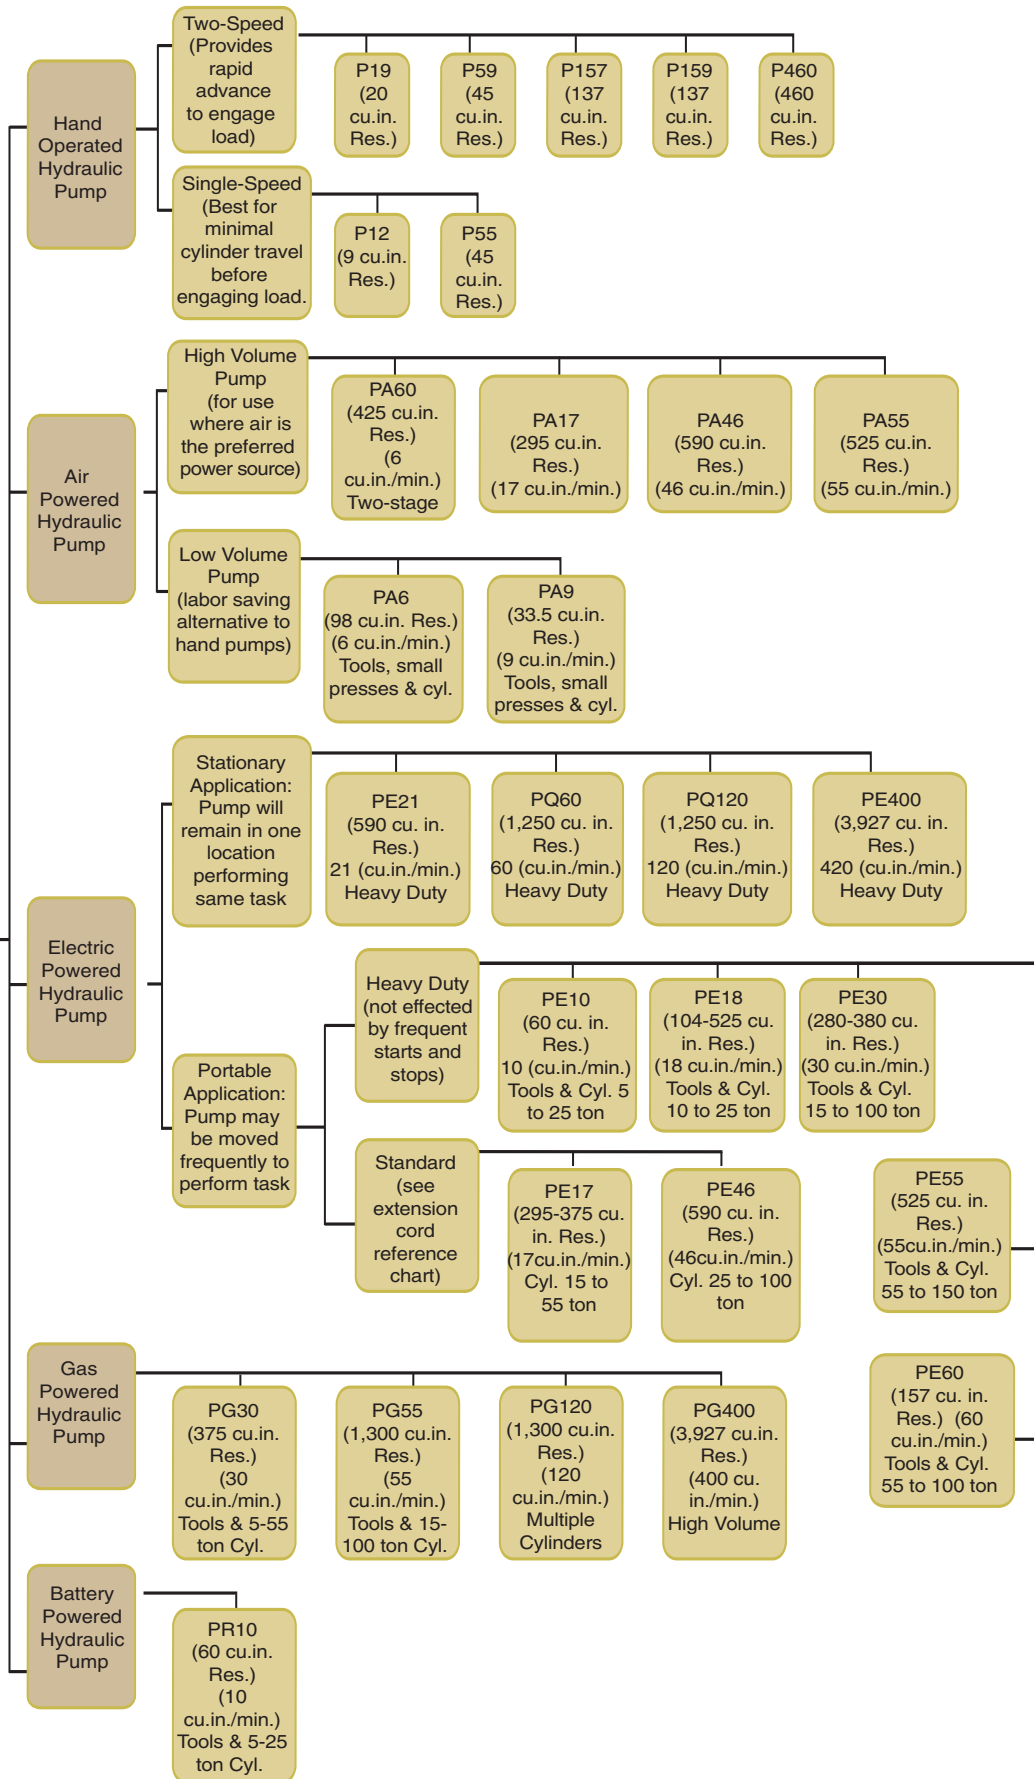 Hand
Operated
Hydraulic
Pump
Two-Speed
(Provides
rapid
advance
to engage
load)
P19
(20
cu.in.
Res.)
P59
(45
cu.in.
Res.)
P157
(137
cu.in.
Res.)
P159
(137
cu.in.
Res.)
P460
(460
cu.in.
Res.)
Single-Speed
(Best for
minimal
cylinder travel
before
engaging load.
P12
(9 cu.in.
Res.)
P55
(45
cu.in.
Res.)
Air
Powered
Hydraulic
Pump
High Volume
Pump
(for use
where air is
the preferred
power source)
PA60
(425 cu.in.
Res.)
(6
cu.in./min.)
Two-stage
PA17
(295 cu.in.
Res.)
(17 cu.in./min.)
PA46
(590 cu.in.
Res.)
(46 cu.in./min.)
PA55
(525 cu.in.
Res.)
(55 cu.in./min.)
Low Volume
Pump
(labor saving
alternative to
hand pumps)
PA6
(98 cu.in. Res.)
(6 cu.in./min.)
Tools, small
presses & cyl.
PA9
(33.5 cu.in.
Res.)
(9 cu.in./min.)
Tools, small
presses & cyl.
Electric
Powered
Hydraulic
Pump
Stationary
Application:
Pump will
remain in one
location
performing
same task
PE21
(590 cu. in.
Res.)
21 (cu.in./min.)
Heavy Duty
PQ60
(1,250 cu. in.
Res.)
60 (cu.in./min.)
Heavy Duty
PQ120
(1,250 cu. in.
Res.)
120 (cu.in./min.)
Heavy Duty
PE400
(3,927 cu. in.
Res.)
420 (cu.in./min.)
Heavy Duty
Portable
Application:
Pump may
be moved
frequently to
perform task
Heavy Duty
(not effected
by frequent
starts and
stops)
PE10
(60 cu. in.
Res.)
10 (cu.in./min.)
Tools & Cyl. 5
to 25 ton
PE18
(104-525 cu.
in. Res.)
(18 cu.in./min.)
Tools & Cyl.
10 to 25 ton
PE30
(280-380 cu.
in. Res.)
(30 cu.in./min.)
Tools & Cyl.
15 to 100 ton
Standard
(see
extension
cord
reference
chart)
PE17
(295-375 cu.
in. Res.)
(17cu.in./min.)
Cyl. 15 to
55 ton
PE46
(590 cu. in.
Res.)
(46cu.in./min.)
Cyl. 25 to 100
ton
PE55
(525 cu. in.
Res.)
(55cu.in./min.)
Tools & Cyl.
55 to 150 ton
PE60
(157 cu. in.
Res.) (60
cu.in./min.)
Tools & Cyl.
55 to 100 ton
Gas
Powered
Hydraulic
Pump
PG30
(375 cu.in.
Res.)
(30
cu.in./min.)
Tools & 5-55
ton Cyl.
PG55
(1,300 cu.in.
Res.)
(55
cu.in./min.)
Tools & 15-
100 ton Cyl.
PG120
(1,300 cu.in.
Res.)
(120
cu.in./min.)
Multiple
Cylinders
PG400
(3,927 cu.in.
Res.)
(400 cu.
in./min.)
High Volume
Battery
Powered
Hydraulic
Pump
PR10
(60 cu.in.
Res.)
(10
cu.in./min.)
Tools & 5-25
ton Cyl.